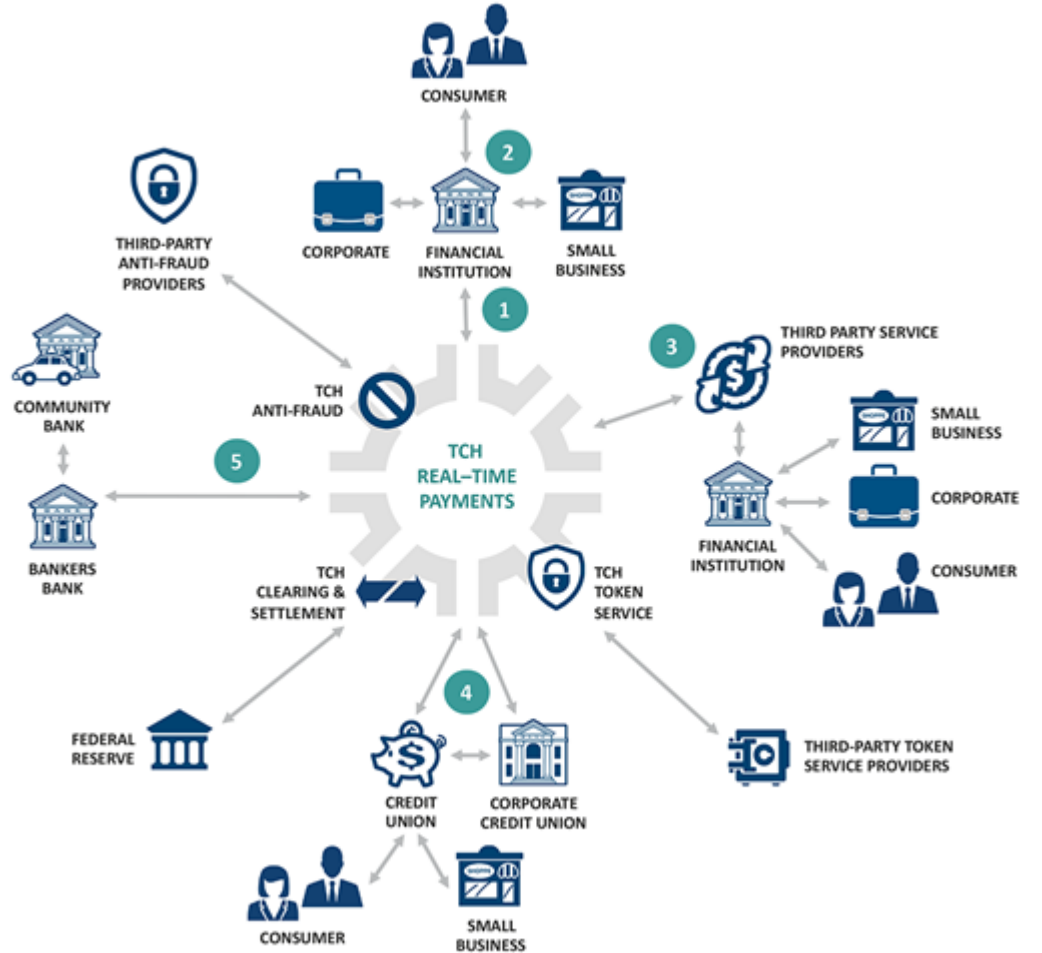 CONSUMER
2
THIRD-PARTY
ANTI-FRAUD
PROVIDERS
CORPORATE
FINANCIAL
INSTITUTION
SHOPPE
SMALL
BUSINESS
1
3
THIRD PARTY SERVICE
PROVIDERS
$
COMMUNITY
BANK
TCH
ANTI-FRAUD
SHOPPE
SMALL
BUSINESS
5
TCH
REAL–TIME
PAYMENTS
BANKERS
BANK
FINANCIAL
INSTITUTION
CORPORATE
CONSUMER
TCH
CLEARING &
SETTLEMENT
TCH
TOKEN
SERVICE
4
FEDERAL
RESERVE
$
CREDIT
UNION
CORPORATE
CREDIT UNION
THIRD-PARTY TOKEN
SERVICE PROVIDERS
CONSUMER
SHOPPE
SMALL
BUSINESS